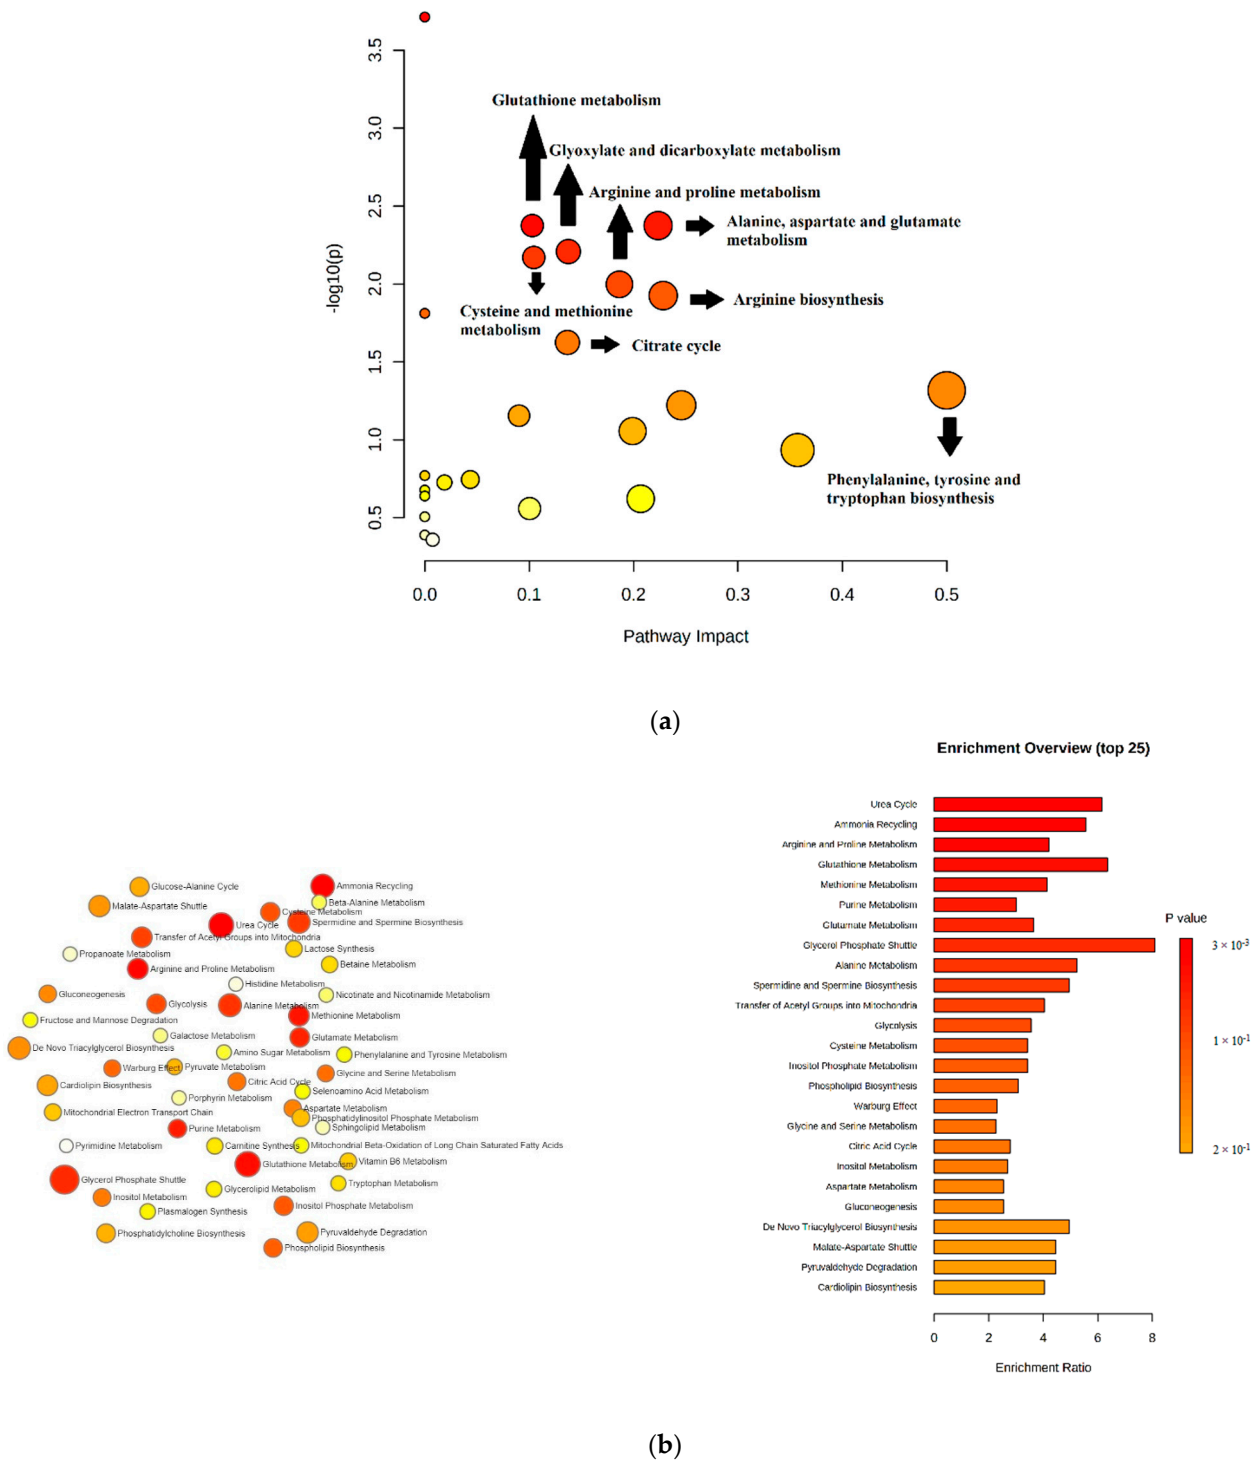 3.5
3.0
2.5
2.0
1.5
1.0
0.5
-log10(p)
Glutathione metabolism
Glyoxylate and dicarboxylate metabolism
Arginine and proline metabolism
Alanine, aspartate and glutamate
metabolism
Arginine biosynthesis
Cysteine and methionine
metabolism
Citrate cycle
Phenylalanine, tyrosine and
tryptophan biosynthesis
0.0 0.1 0.2 0.3 0.4 0.5
Pathway Impact
(a)
Glucose-Alanine Cycle
Ammonia Recycling
Malate-Aspartate Shuttle
Beta-Alanine Metabolism
Cysteine Metabolism
Urea Cycle
Spermidine and Spermine Biosynthesis
Transfer of Acetyl Groups into Mitochondria
Propanoate Metabolism
Lactose Synthesis
Arginine and Proline Metabolism
Betaine Metabolism
Histidine Metabolism
Gluconeogenesis
Nicotinate and Nicotinamide Metabolism
Glycolysis
Alanine Metabolism
Methionine Metabolism
Fructose and Mannose Degradation
Galactose Metabolism
Glutamate Metabolism
De Novo Triacylglycerol Biosynthesis
Amino Sugar Metabolism
Phenylalanine and Tyrosine Metabolism
Warburg Effect
Pyruvate Metabolism
Glycine and Serine Metabolism
Cardiolipin Biosynthesis
Citric Acid Cycle
Selenoamino Acid Metabolism
Porphyrin Metabolism
Mitochondrial Electron Transport Chain
Aspartate Metabolism
Phosphatidylinositol Phosphate Metabolism
Purine Metabolism
Sphingolipid Metabolism
Pyrimidine Metabolism
Carnitine Synthesis
Mitochondrial Beta-Oxidation of Long Chain Saturated Fatty Acids
Glutathione Metabolism
Vitamin B6 Metabolism
Glycerol Phosphate Shuttle
Glycerolipid Metabolism
Tryptophan Metabolism
Inositol Metabolism
Inositol Phosphate Metabolism
Plasmalogen Synthesis
Phosphatidylcholine Biosynthesis
Pyruvaldehyde Degradation
Phospholipid Biosynthesis
Enrichment Overview (top 25)
Urea Cycle
Ammonia Recycling
Arginine and Proline Metabolism
Glutathione Metabolism
Methionine Metabolism
Purine Metabolism
Glutamate Metabolism
Glycerol Phosphate Shuttle
Alanine Metabolism
Spermidine and Spermine Biosynthesis
Transfer of Acetyl Groups into Mitochondria
Glycolysis
Cysteine Metabolism
Inositol Phosphate Metabolism
Phospholipid Biosynthesis
Warburg Effect
Glycine and Serine Metabolism
Citric Acid Cycle
Inositol Metabolism
Aspartate Metabolism
Gluconeogenesis
De Novo Triacylglycerol Biosynthesis
Malate-Aspartate Shuttle
Pyruvaldehyde Degradation
Cardiolipin Biosynthesis
0 2 4 6 8
Enrichment Ratio
P value
3 × 10⁻³
1 × 10⁻¹
2 × 10⁻¹
(b)